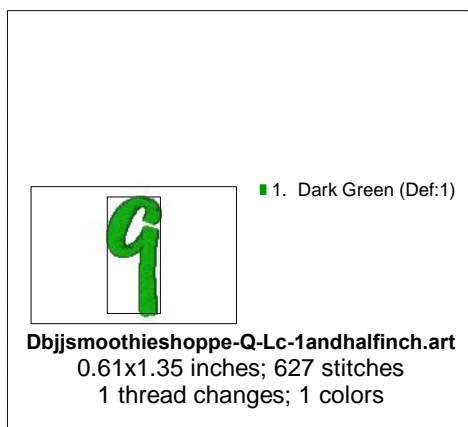 1. Dark Green (Def:1)
q
Dbjjsmoothieshoppe-Q-Lc-1andhalfinch.art
0.61x1.35 inches; 627 stitches
1 thread changes; 1 colors